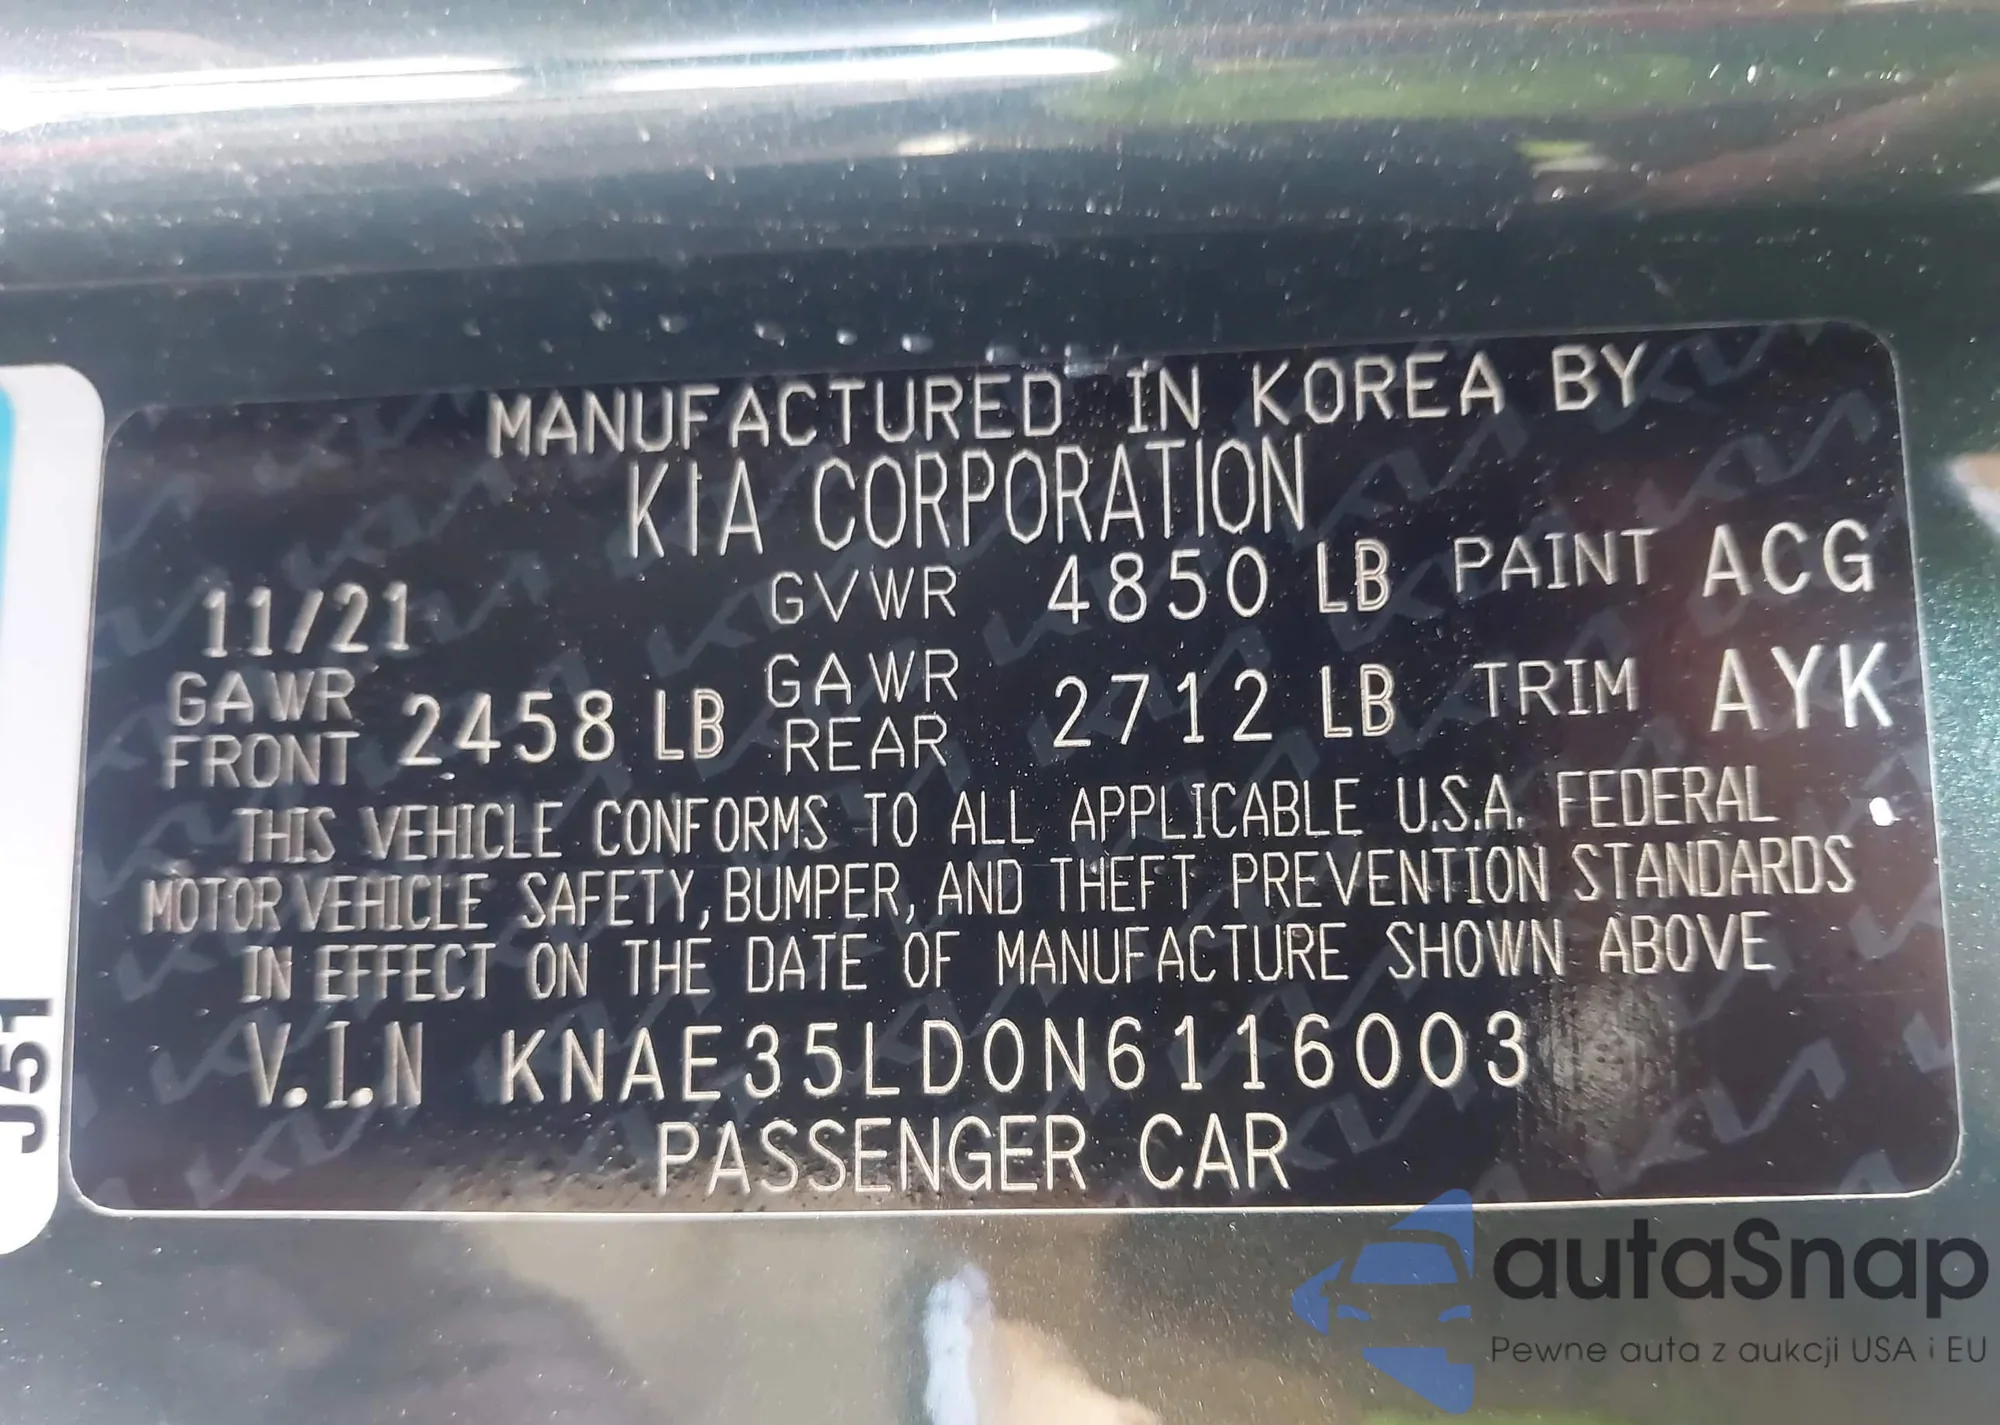 MANUFACTURED IN KOREA BY
KIA CORPORATION
11/21 GVWR 4850 LB PAINT ACG
GAWR FRONT 2458 LB GAWR REAR 2712 LB TRIM AYK
THIS VEHICLE CONFORMS TO ALL APPLICABLE U.S.A. FEDERAL
MOTOR VEHICLE SAFETY, BUMPER, AND THEFT PREVENTION STANDARDS
IN EFFECT ON THE DATE OF MANUFACTURE SHOWN ABOVE
V.I.N KNAE35LD0N6116003
PASSENGER CAR
J51
autaSnap
Pewne auta z aukcji USA i EU